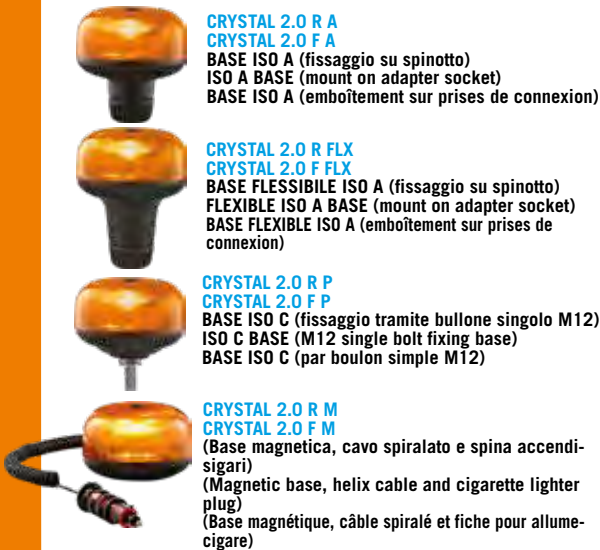 CRYSTAL 2.0 R A
CRYSTAL 2.0 F A
BASE ISO A (fissaggio su spinotto)
ISO A BASE (mount on adapter socket)
BASE ISO A (emboîtement sur prises de connexion)
CRYSTAL 2.0 R FLX
CRYSTAL 2.0 F FLX
BASE FLESSIBILE ISO A (fissaggio su spinotto)
FLEXIBLE ISO A BASE (mount on adapter socket)
BASE FLEXIBLE ISO A (emboîtement sur prises de
connexion)
CRYSTAL 2.0 R P
CRYSTAL 2.0 F P
BASE ISO C (fissaggio tramite bullone singolo M12)
ISO C BASE (M12 single bolt fixing base)
BASE ISO C (par boulon simple M12)
CRYSTAL 2.0 R M
CRYSTAL 2.0 F M
(Base magnetica, cavo spiralato e spina accendi-
sigari)
(Magnetic base, helix cable and cigarette lighter
plug)
(Base magnétique, câble spiralé et fiche pour allume-
cigare)